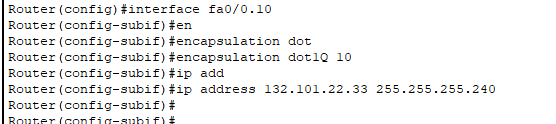 Router(config)#interface fa0/0.10
Router(config-subif)#en
Router(config-subif)#encapsulation dot
Router(config-subif)#encapsulation dot1Q 10
Router(config-subif)#ip add
Router(config-subif)#ip address 132.101.22.33 255.255.255.240
Router(config-subif)#
Router(config-subif)#